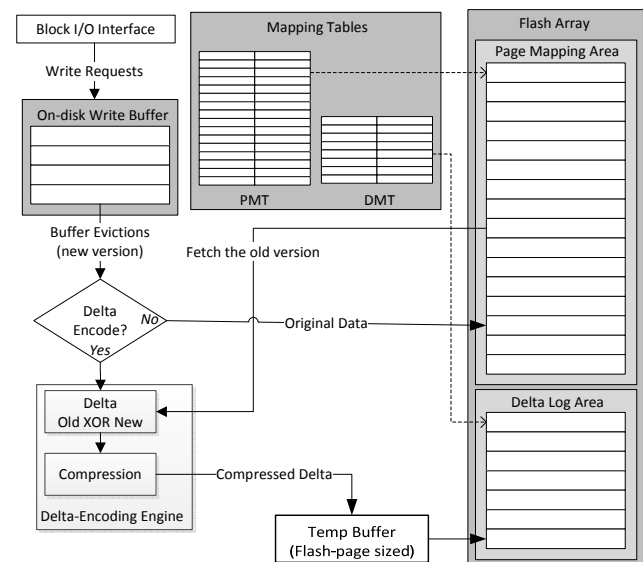 Block I/O Interface
Write Requests
On-disk Write Buffer
Buffer Evictions
(new version)
Delta
Encode?
No
Yes
Delta
Old XOR New
Compression
Delta-Encoding Engine
Mapping Tables
PMT
DMT
Fetch the old version
Original Data
Compressed Delta
Temp Buffer
(Flash-page sized)
Flash Array
Page Mapping Area
Delta Log Area